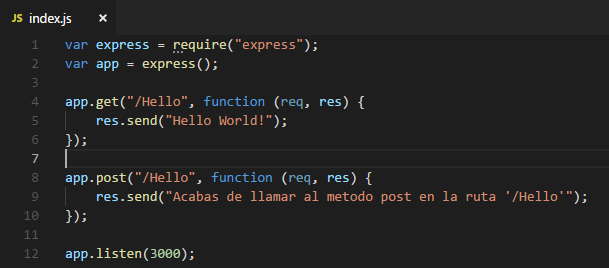 JS index.js ×
1 var express = require("express");
2 var app = express();
3
4 app.get("/Hello", function (req, res) {
5     res.send("Hello World!");
6 });
7
8 app.post("/Hello", function (req, res) {
9     res.send("Acabas de llamar al metodo post en la ruta '/Hello'");
10 });
11
12 app.listen(3000);